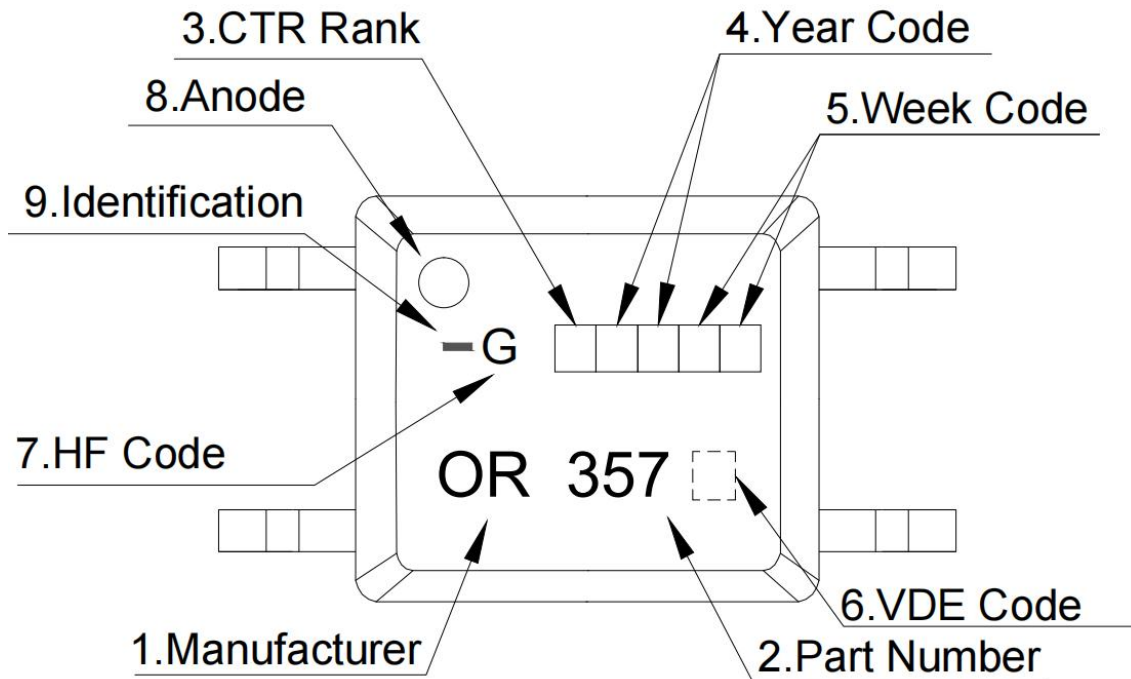 3.CTR Rank
4.Year Code
8.Anode
5.Week Code
9.Identification
G
7.HF Code
OR 357
6.VDE Code
1.Manufacturer
2.Part Number